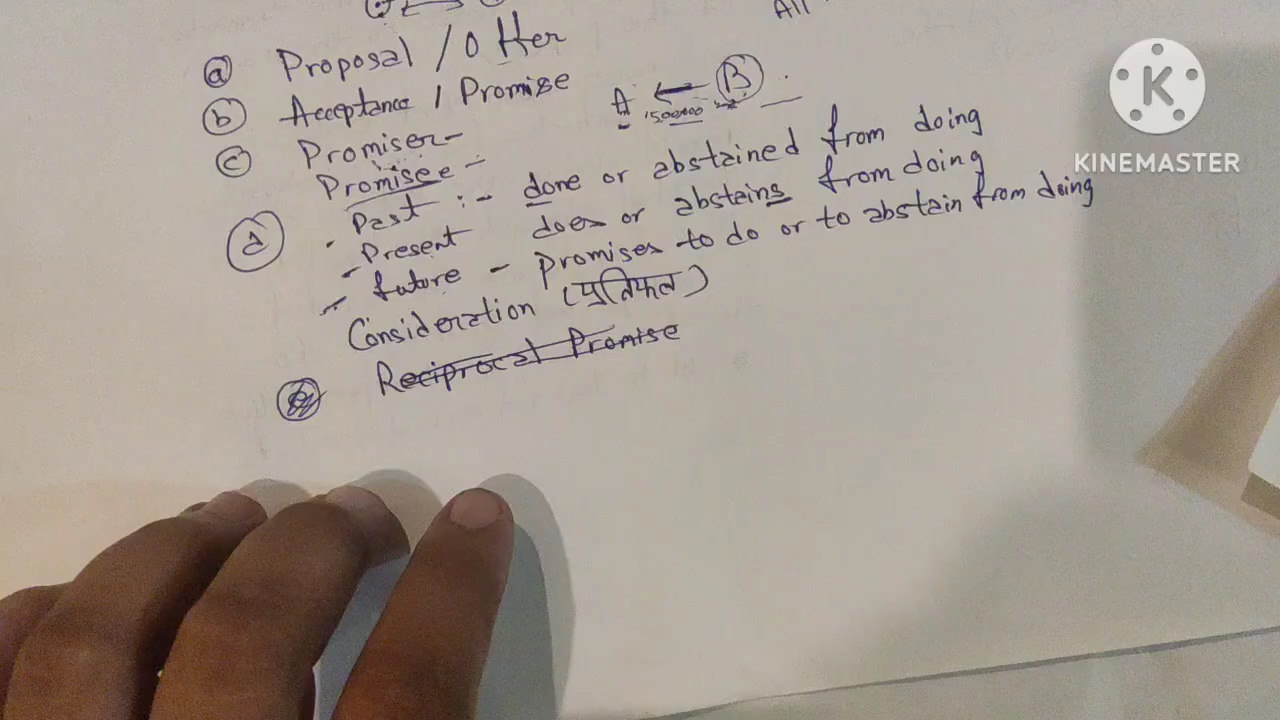 All
(a) Proposal / Offer
(b) Acceptance / Promise
A ← B
1500000
(c) Promiser -
Promisee -
(d) • Past :- done or abstained from doing
- Present does or abstains from doing
- future - promises to do or to abstain from doing
Consideration (प्रतिफल)
Reciprocal Promise
K
KINEMASTER